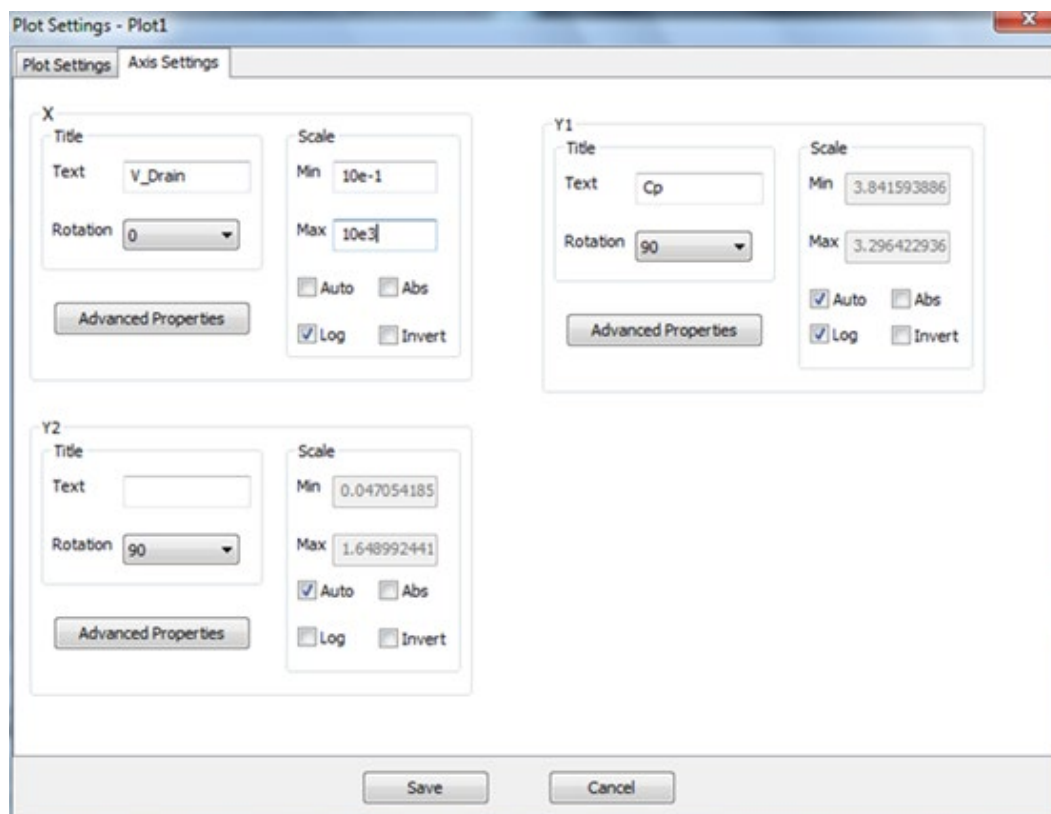 Plot Settings - Plot1
x
Plot Settings
Axis Settings
X
Title
Text
V_Drain
Rotation
0
Advanced Properties
Scale
Min
10e-1
Max
10e3
Auto
Abs
Log
Invert
Y1
Title
Text
Cp
Rotation
90
Advanced Properties
Scale
Min
3.841593886
Max
3.296422936
Auto
Abs
Log
Invert
Y2
Title
Text
Rotation
90
Advanced Properties
Scale
Min
0.047054185
Max
1.648992441
Auto
Abs
Log
Invert
Save
Cancel